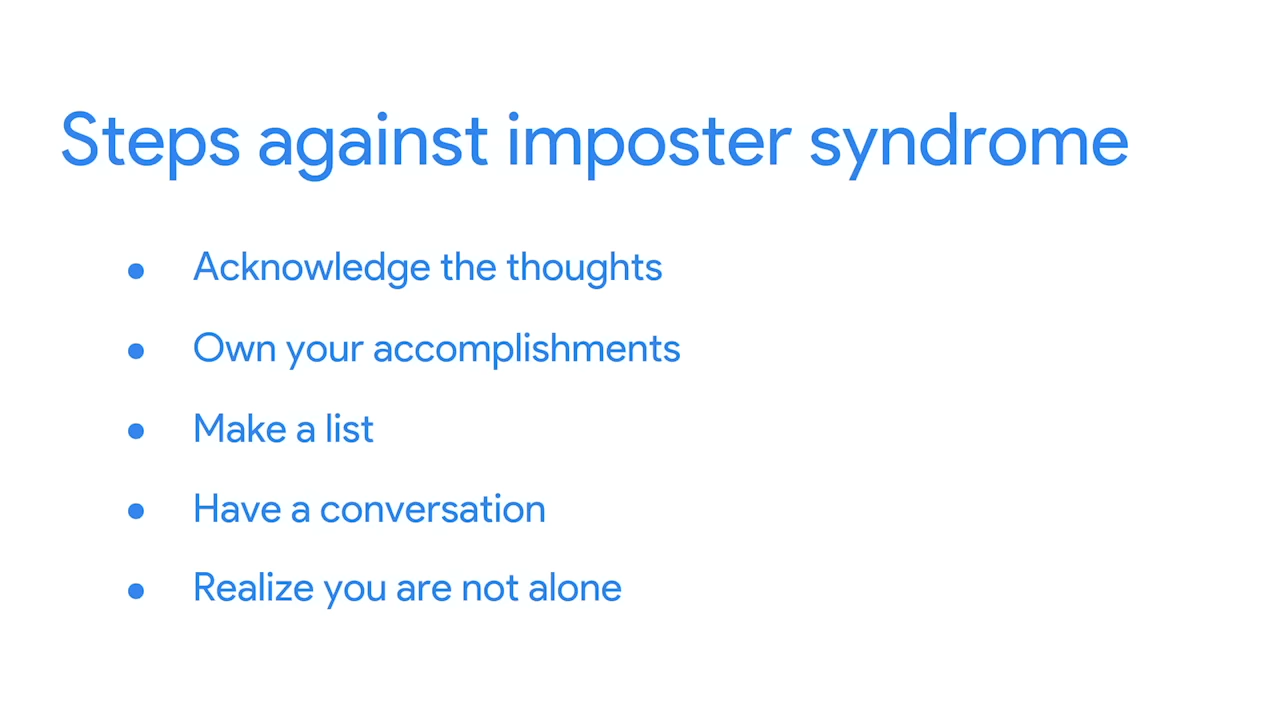 Steps against imposter syndrome
• Acknowledge the thoughts
• Own your accomplishments
• Make a list
• Have a conversation
• Realize you are not alone